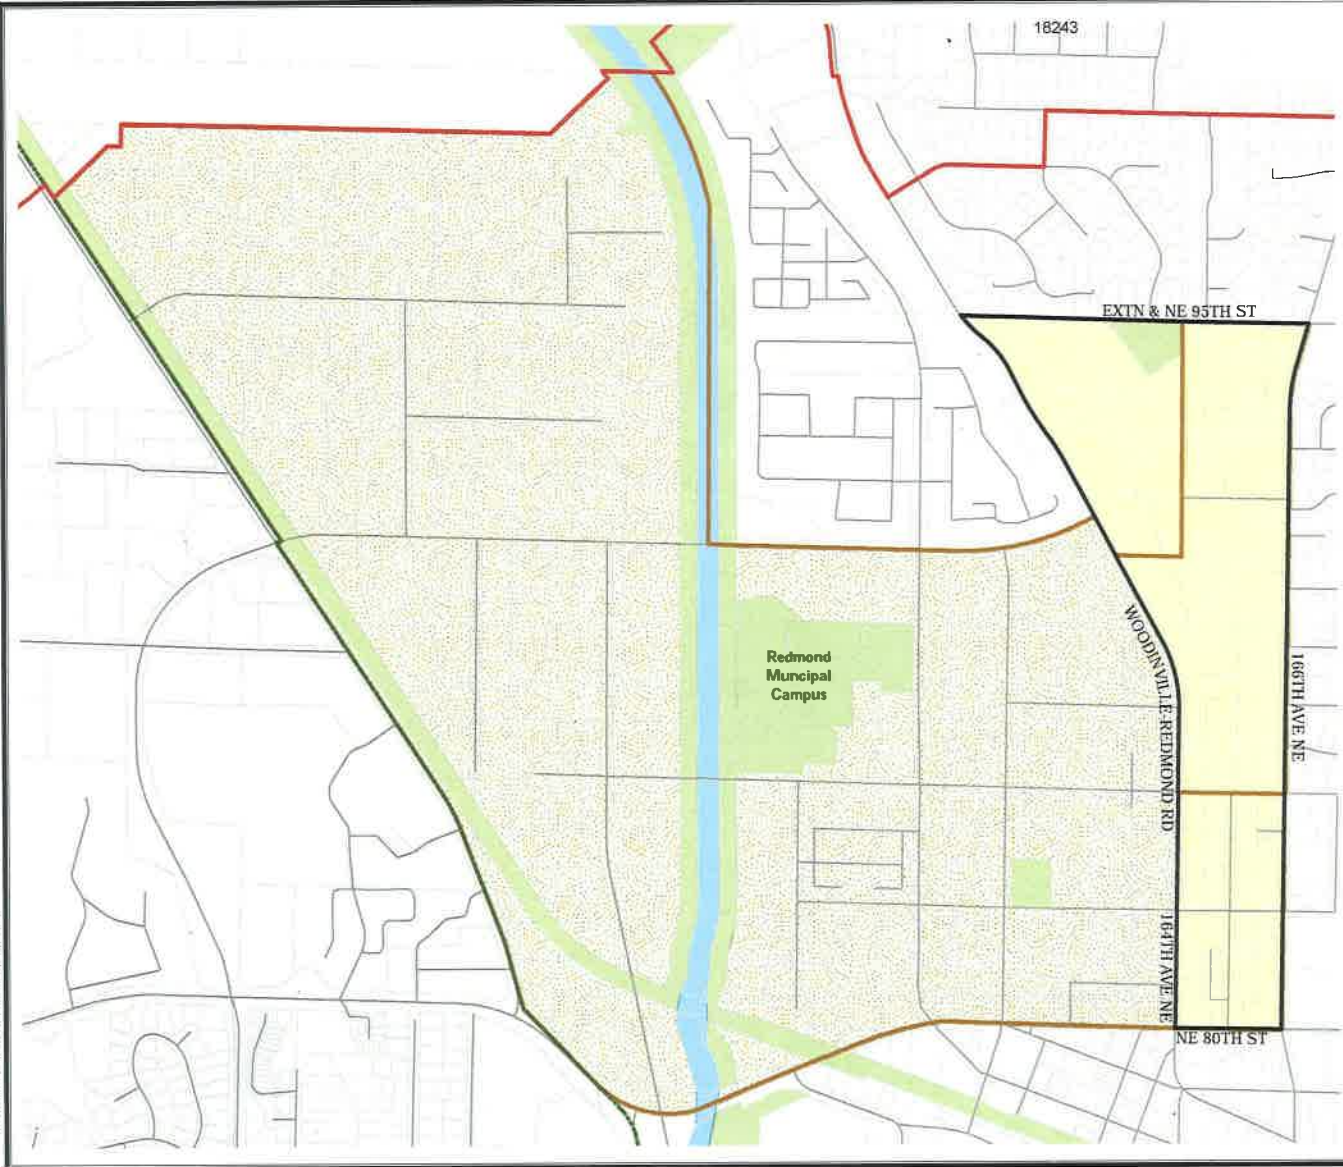 18243
EXTN & NE 95TH ST
WOODINVILLE-REDMOND RD
Redmond
Muncipal
Campus
166TH AVE NE
164TH AVE NE
NE 80TH ST